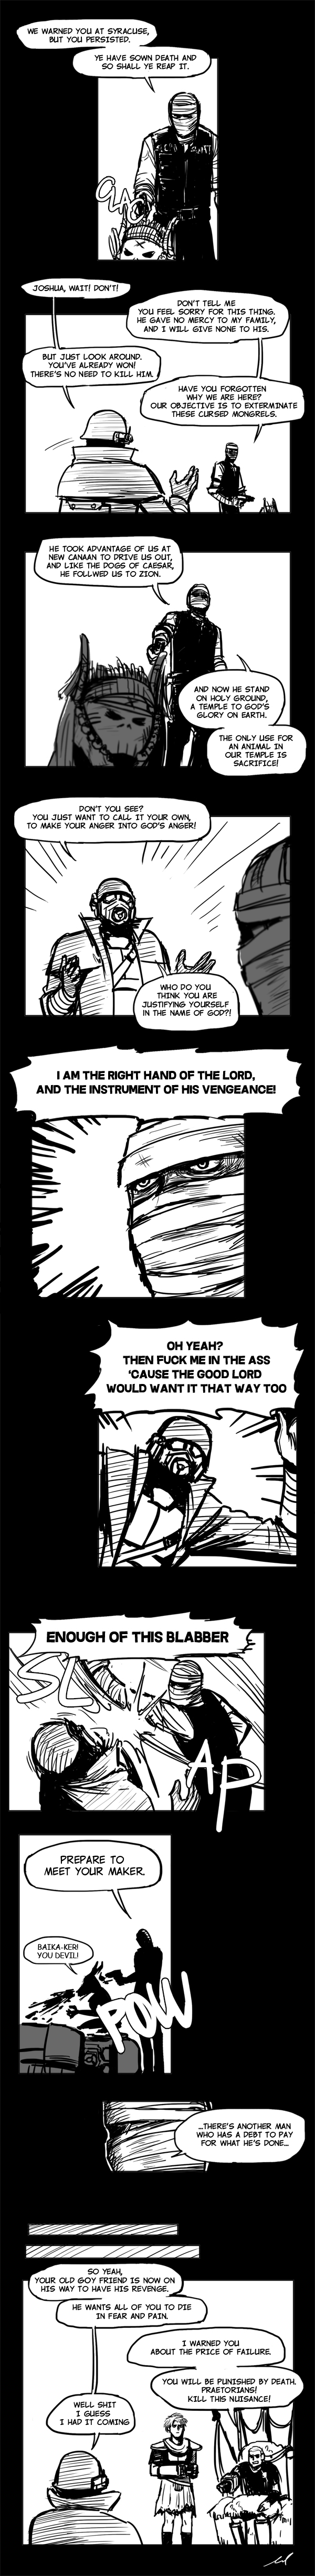 WE WARNED YOU AT SYRACUSE,
BUT YOU PERSISTED.
YE HAVE SOWN DEATH AND
SO SHALL YE REAP IT.
CLACK
JOSHUA, WAIT! DON'T!
DON'T TELL ME
YOU FEEL SORRY FOR THIS THING.
HE GAVE NO MERCY TO MY FAMILY,
AND I WILL GIVE NONE TO HIS.
BUT JUST LOOK AROUND.
YOU'VE ALREADY WON!
THERE'S NO NEED TO KILL HIM.
HAVE YOU FORGOTTEN
WHY WE ARE HERE?
OUR OBJECTIVE IS TO EXTERMINATE
THESE CURSED MONGRELS.
HE TOOK ADVANTAGE OF US AT
NEW CANAAN TO DRIVE US OUT,
AND LIKE THE DOGS OF CAESAR,
HE FOLLWED US TO ZION.
AND NOW HE STAND
ON HOLY GROUND,
A TEMPLE TO GOD'S
GLORY ON EARTH.
THE ONLY USE FOR
AN ANIMAL IN
OUR TEMPLE IS
SACRIFICE!
DON'T YOU SEE?
YOU JUST WANT TO CALL IT YOUR OWN,
TO MAKE YOUR ANGER INTO GOD'S ANGER!
WHO DO YOU
THINK YOU ARE
JUSTIFYING YOURSELF
IN THE NAME OF GOD?!
I AM THE RIGHT HAND OF THE LORD,
AND THE INSTRUMENT OF HIS VENGEANCE!
OH YEAH?
THEN FUCK ME IN THE ASS
'CAUSE THE GOOD LORD
WOULD WANT IT THAT WAY TOO
ENOUGH OF THIS BLABBER
SLAP
PREPARE TO
MEET YOUR MAKER.
BAIKA-KER!
YOU DEVIL!
POW
...THERE'S ANOTHER MAN
WHO HAS A DEBT TO PAY
FOR WHAT HE'S DONE...
SO YEAH,
YOUR OLD GOY FRIEND IS NOW ON
HIS WAY TO HAVE HIS REVENGE.
HE WANTS ALL OF YOU TO DIE
IN FEAR AND PAIN.
I WARNED YOU
ABOUT THE PRICE OF FAILURE.
YOU WILL BE PUNISHED BY DEATH.
PRAETORIANS!
KILL THIS NUISANCE!
WELL SHIT
I GUESS
I HAD IT COMING